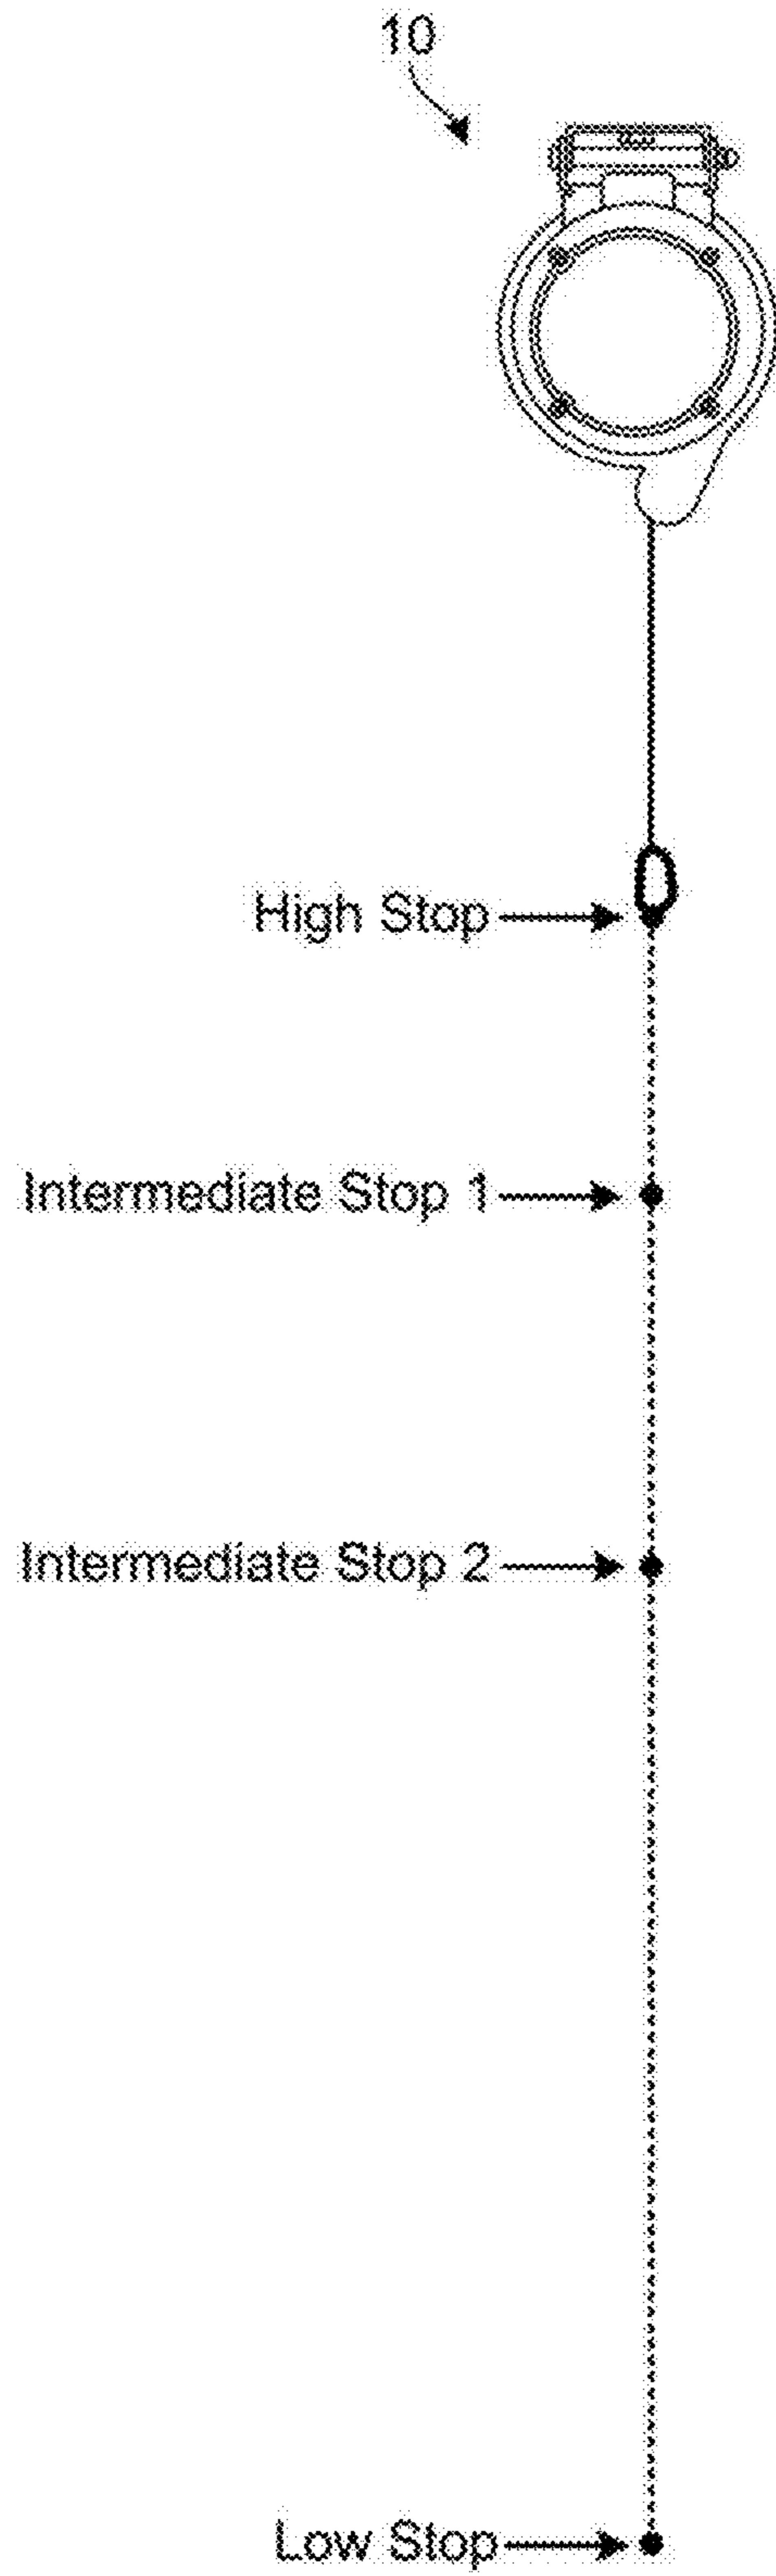 10
High Stop
Intermediate Stop 1
Intermediate Stop 2
Low Stop